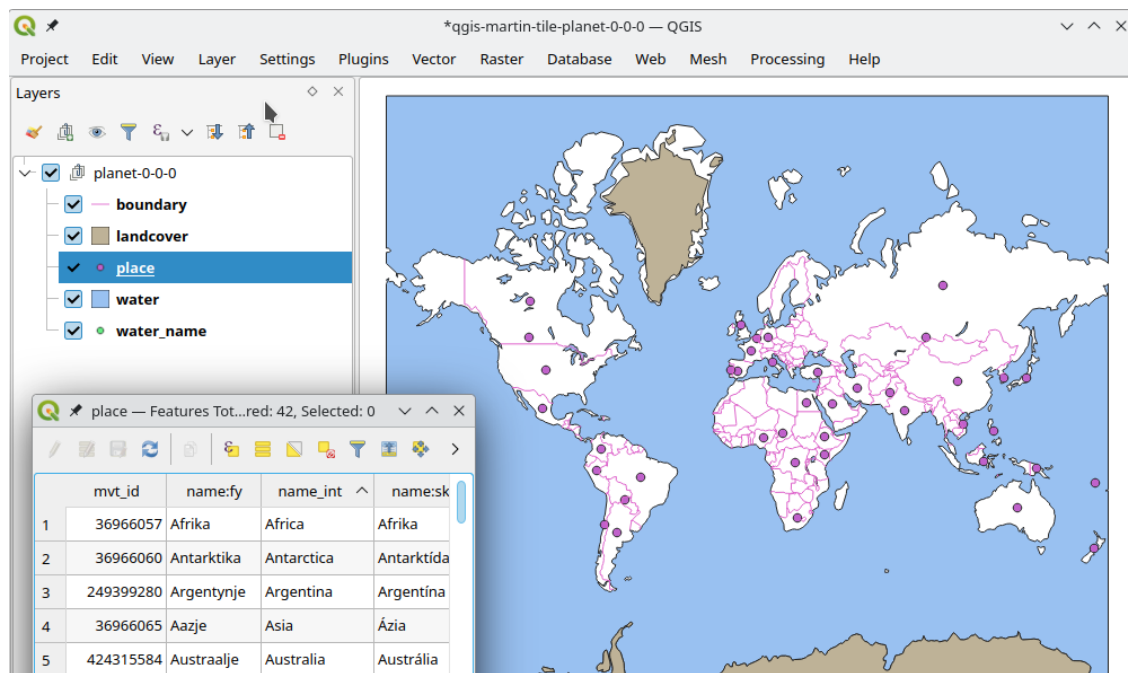 *qgis-martin-tile-planet-0-0-0 — QGIS
Project Edit View Layer Settings Plugins Vector Raster Database Web Mesh Processing Help
Layers
planet-0-0-0
boundary
landcover
place
water
water_name
place — Features Tot...red: 42, Selected: 0
mvt_id name:fy name_int name:sk
1 36966057 Afrika Africa Afrika
2 36966060 Antarktika Antarctica Antarktída
3 249399280 Argentynje Argentina Argentína
4 36966065 Aazje Asia Ázia
5 424315584 Austraalje Australia Austrália